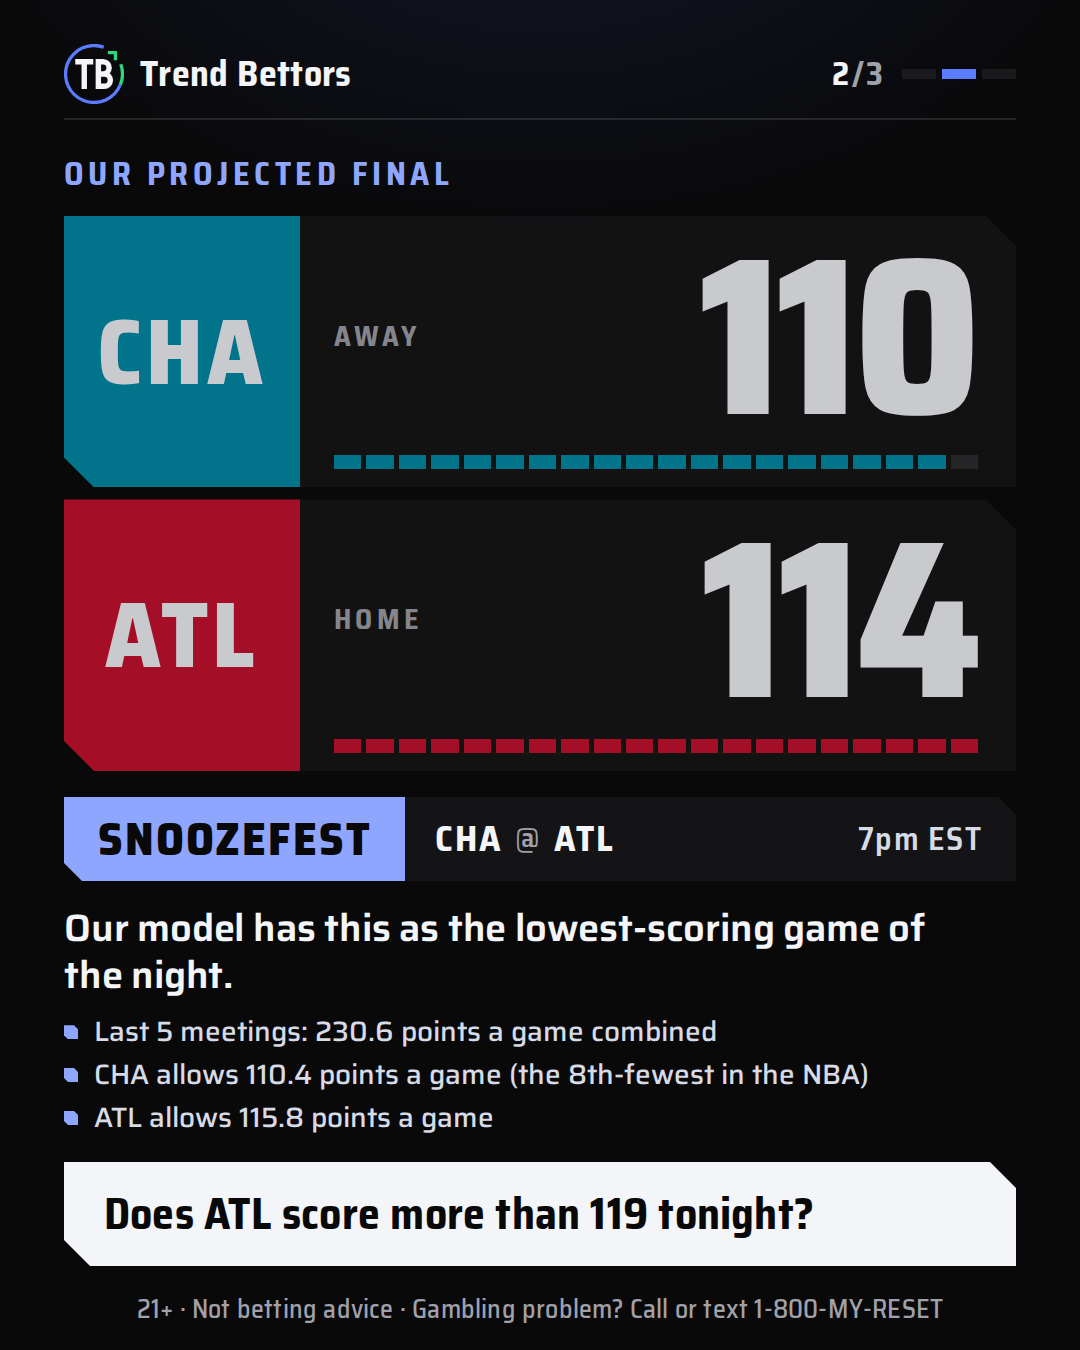 TB Trend Bettors
2/3
OUR PROJECTED FINAL
CHA
AWAY
110
ATL
HOME
114
SNOOZEFEST
CHA @ ATL
7pm EST
Our model has this as the lowest-scoring game of
the night.
Last 5 meetings: 230.6 points a game combined
CHA allows 110.4 points a game (the 8th-fewest in the NBA)
ATL allows 115.8 points a game
Does ATL score more than 119 tonight?
21+ · Not betting advice · Gambling problem? Call or text 1-800-MY-RESET